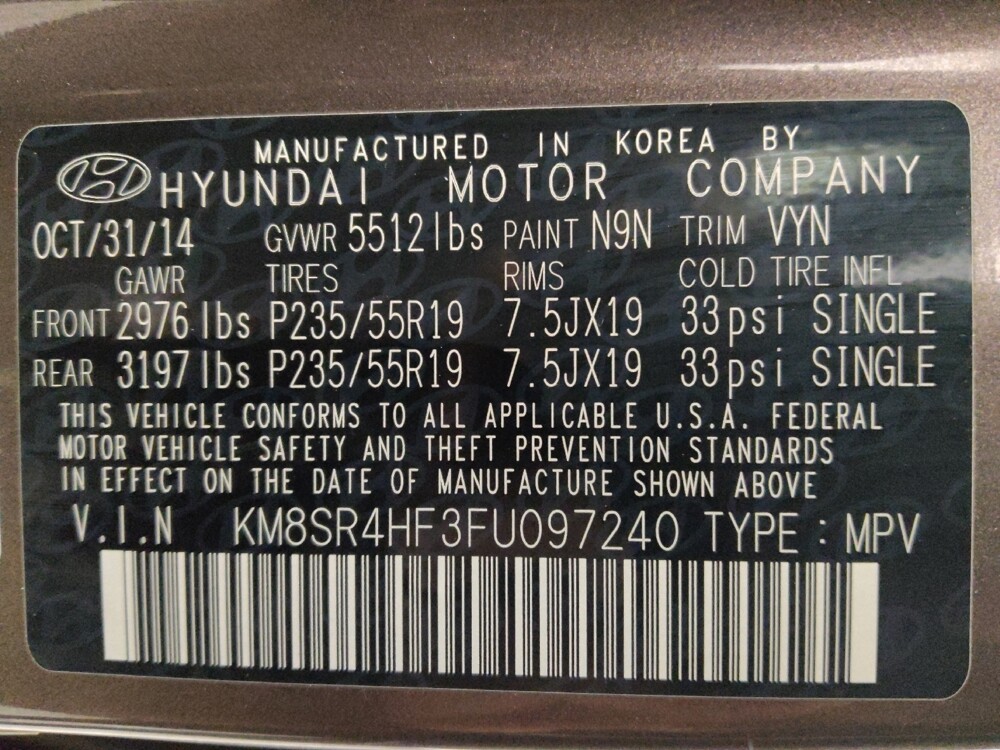 MANUFACTURED IN KOREA BY
HYUNDAI MOTOR COMPANY
OCT/31/14 GVWR 5512lbs PAINT N9N TRIM VYN
GAWR TIRES RIMS COLD TIRE INFL
FRONT 2976 lbs P235/55R19 7.5JX19 33psi SINGLE
REAR 3197 lbs P235/55R19 7.5JX19 33psi SINGLE
THIS VEHICLE CONFORMS TO ALL APPLICABLE U.S.A. FEDERAL
MOTOR VEHICLE SAFETY AND THEFT PREVENTION STANDARDS
IN EFFECT ON THE DATE OF MANUFACTURE SHOWN ABOVE
V.I.N KM8SR4HF3FU097240 TYPE : MPV